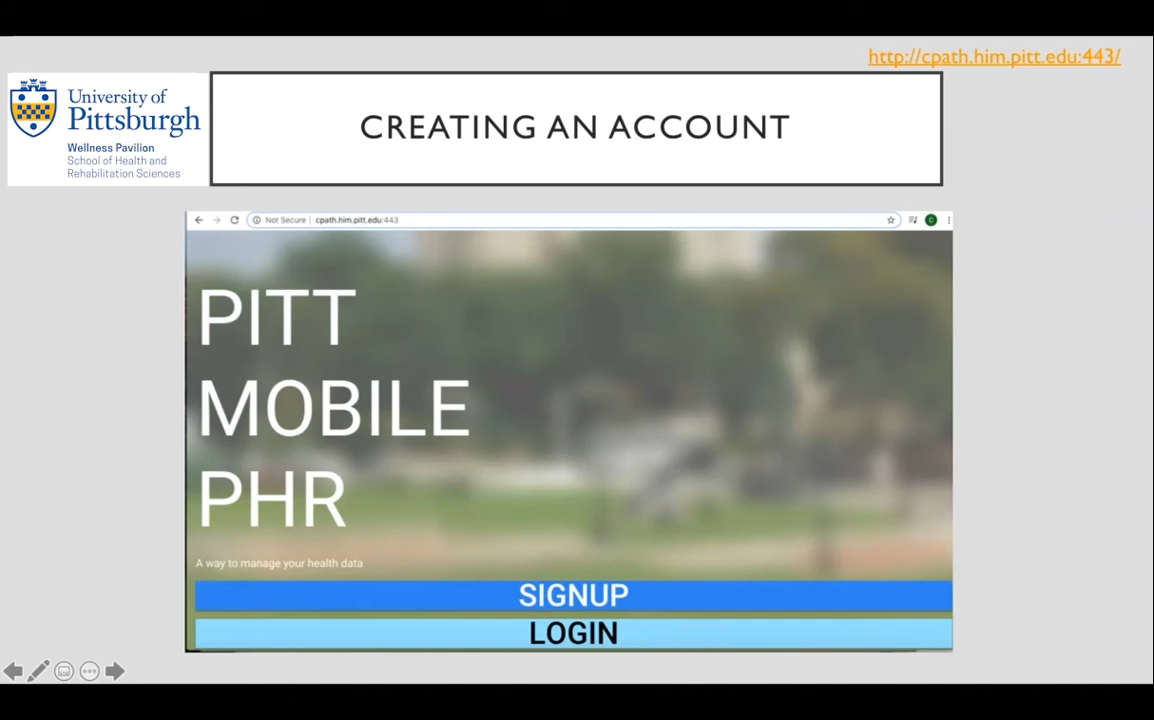 http://cpath.him.pitt.edu:443/
University of
Pittsburgh
Wellness Pavilion
School of Health and
Rehabilitation Sciences
CREATING AN ACCOUNT
Not Secure | cpath.him.pitt.edu:443
C
PITT
MOBILE
PHR
A way to manage your health data
SIGNUP
LOGIN